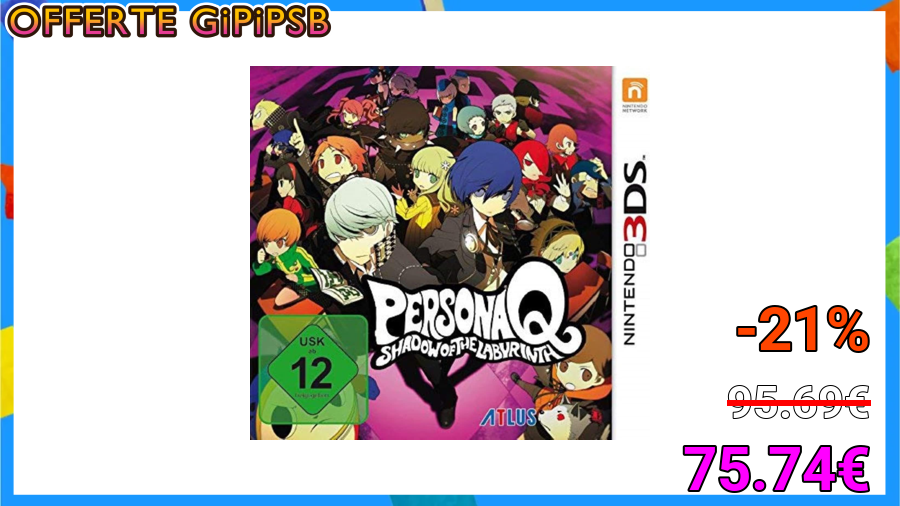 OFFERTE GiPiPSB
NINTENDO
NETWORK
NINTENDO 3DS
PERSONA Q
SHADOW OF THE LABYRINTH
USK
ab
12
ATLUS
-21%
95.69€
75.74€